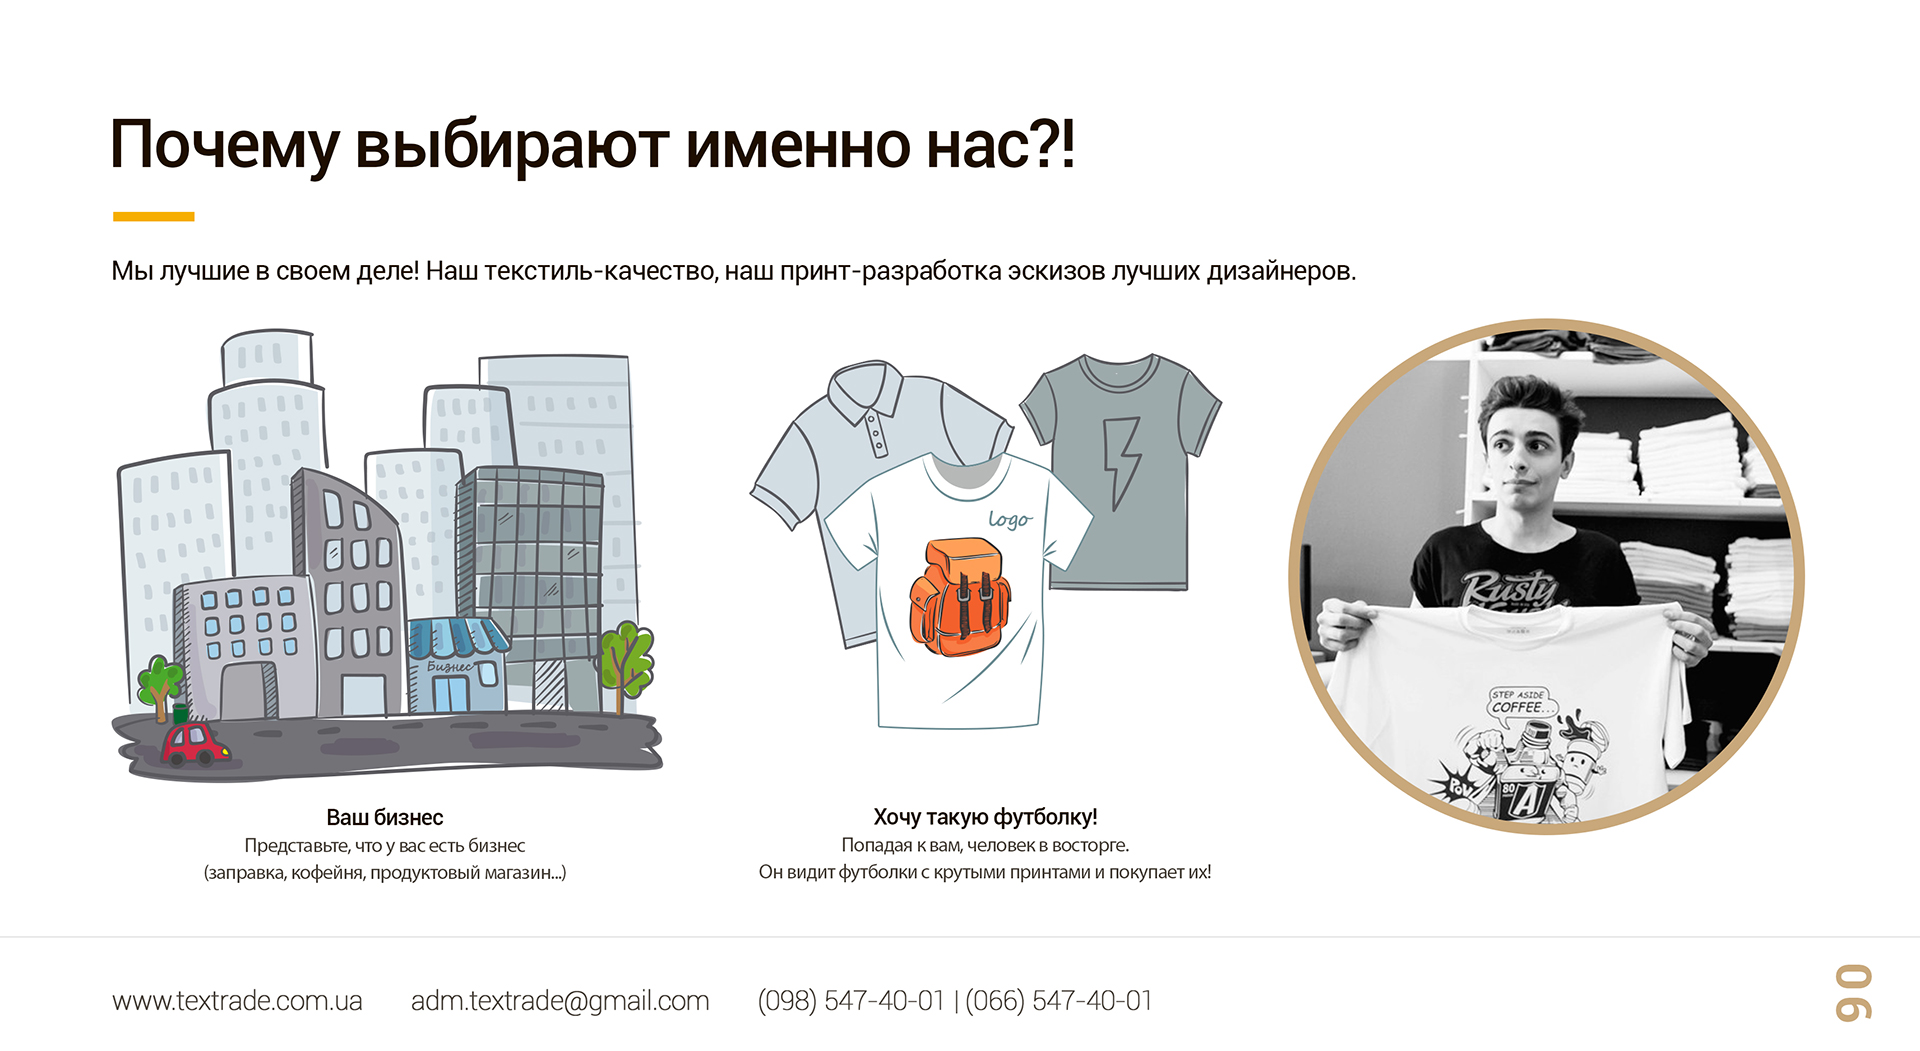 Почему выбирают именно нас?!
Мы лучшие в своем деле! Наш текстиль-качество, наш принт-разработка эскизов лучших дизайнеров.
Бизнес
logo
Rusty
STEP ASIDE
COFFEE...
POW
80
A
Ваш бизнес
Представьте, что у вас есть бизнес
(заправка, кофейня, продуктовый магазин...)
Хочу такую футболку!
Попадая к вам, человек в восторге.
Он видит футболки с крутыми принтами и покупает их!
www.textrade.com.ua
adm.textrade@gmail.com
(098) 547-40-01 | (066) 547-40-01
06